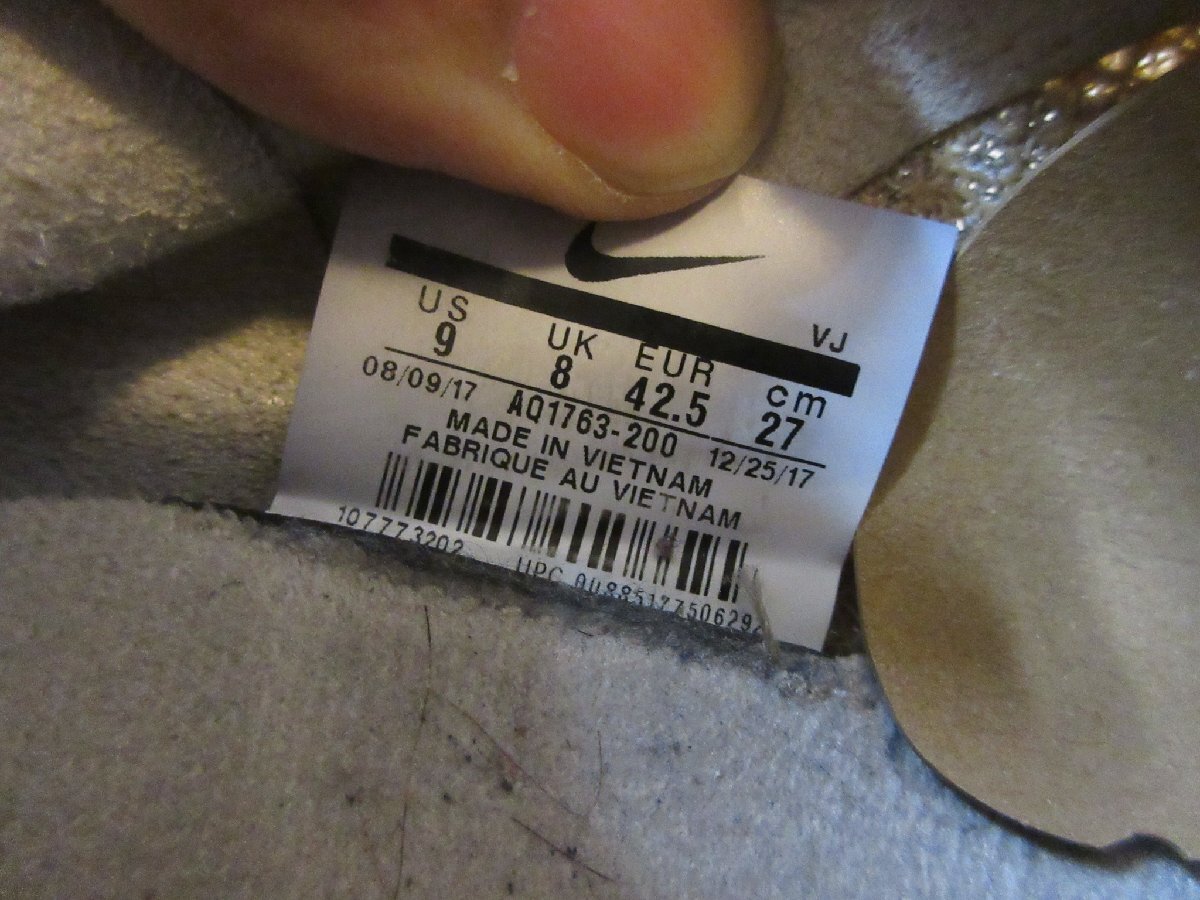 VJ
US UK EUR cm
9 8 42.5 27
08/09/17 AQ1763-200 12/25/17
MADE IN VIETNAM
FABRIQUE AU VIETNAM
107773202 UPC